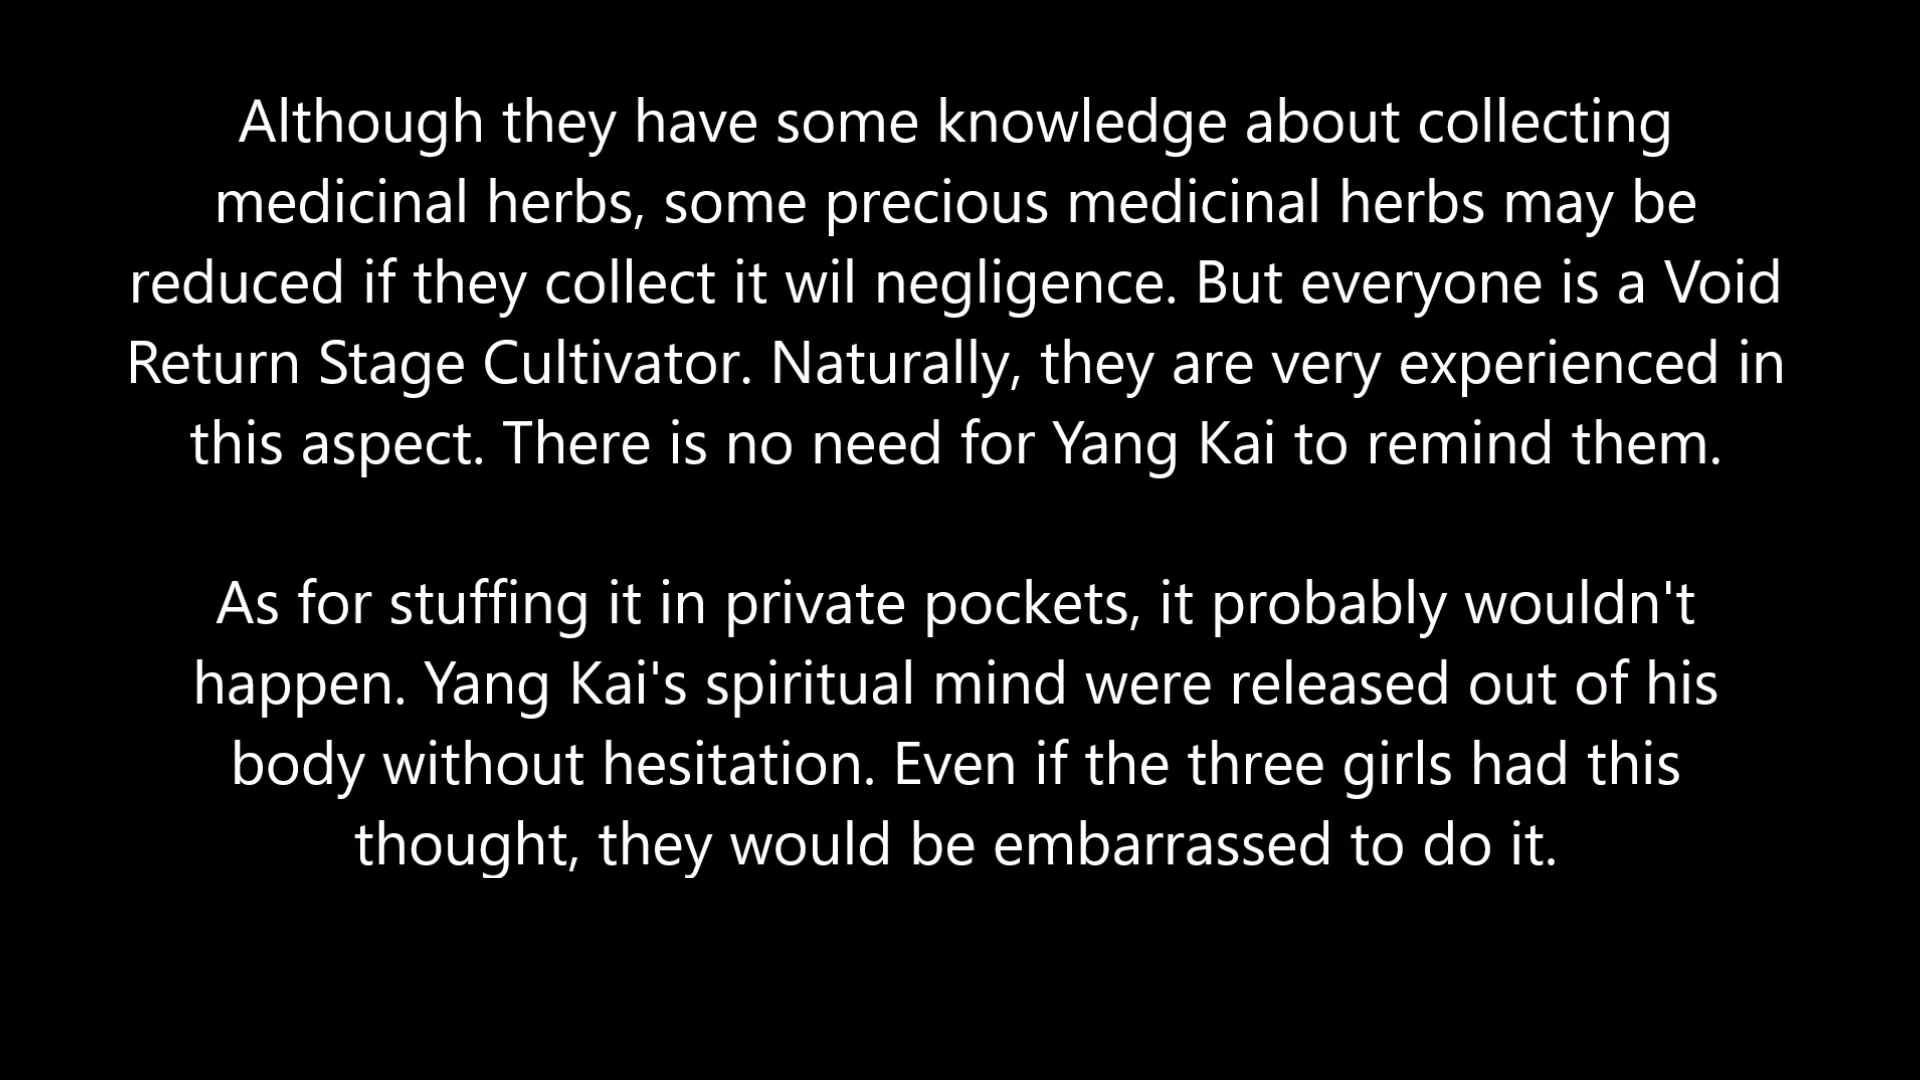 Although they have some knowledge about collecting
medicinal herbs, some precious medicinal herbs may be
reduced if they collect it wil negligence. But everyone is a Void
Return Stage Cultivator. Naturally, they are very experienced in
this aspect. There is no need for Yang Kai to remind them.
As for stuffing it in private pockets, it probably wouldn't
happen. Yang Kai's spiritual mind were released out of his
body without hesitation. Even if the three girls had this
thought, they would be embarrassed to do it.